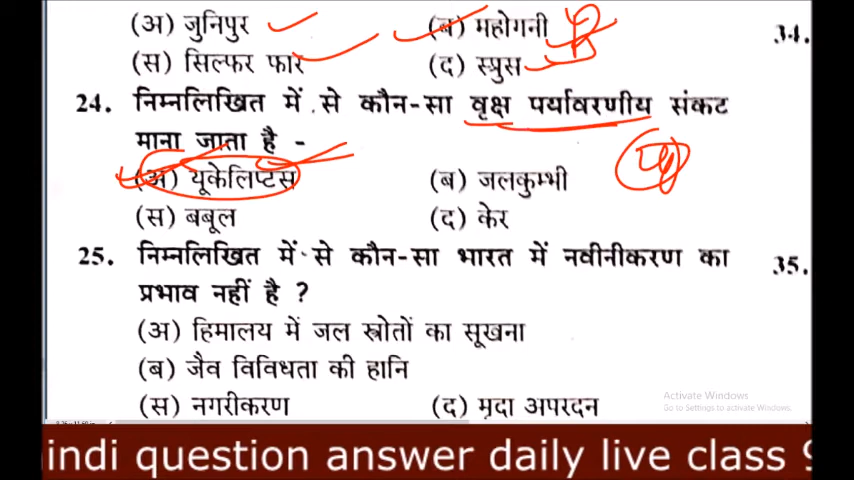 (अ) जुनिपुर (ब) महोगनी
34.
(स) सिल्फर फार (द) स्प्रुस
24. निम्नलिखित में से कौन-सा वृक्ष पर्यावरणीय संकट
माना जाता है -
(अ) यूकेलिप्टस (ब) जलकुम्भी
(स) बबूल (द) केर
25. निम्नलिखित में से कौन-सा भारत में नवीनीकरण का
35.
प्रभाव नहीं है ?
(अ) हिमालय में जल स्त्रोतों का सूखना
(ब) जैव विविधता की हानि
(स) नगरीकरण (द) मृदा अपरदन
Activate Windows
Go to Settings to activate Windows.
indi question answer daily live class 9